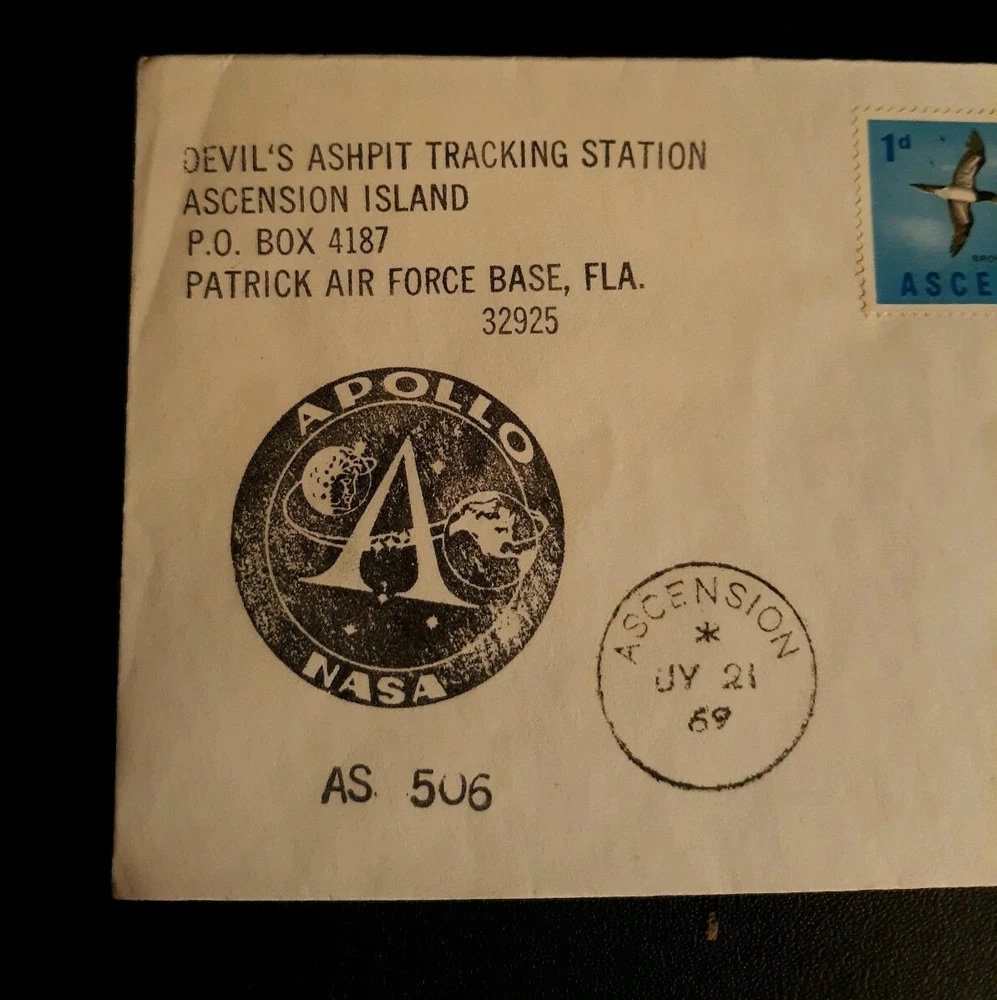 DEVIL'S ASHPIT TRACKING STATION
ASCENSION ISLAND
P.O. BOX 4187
PATRICK AIR FORCE BASE, FLA.
32925
1d
ASCE
APOLLO
A
NASA
ASCENSION
*
JY 21
69
AS. 506